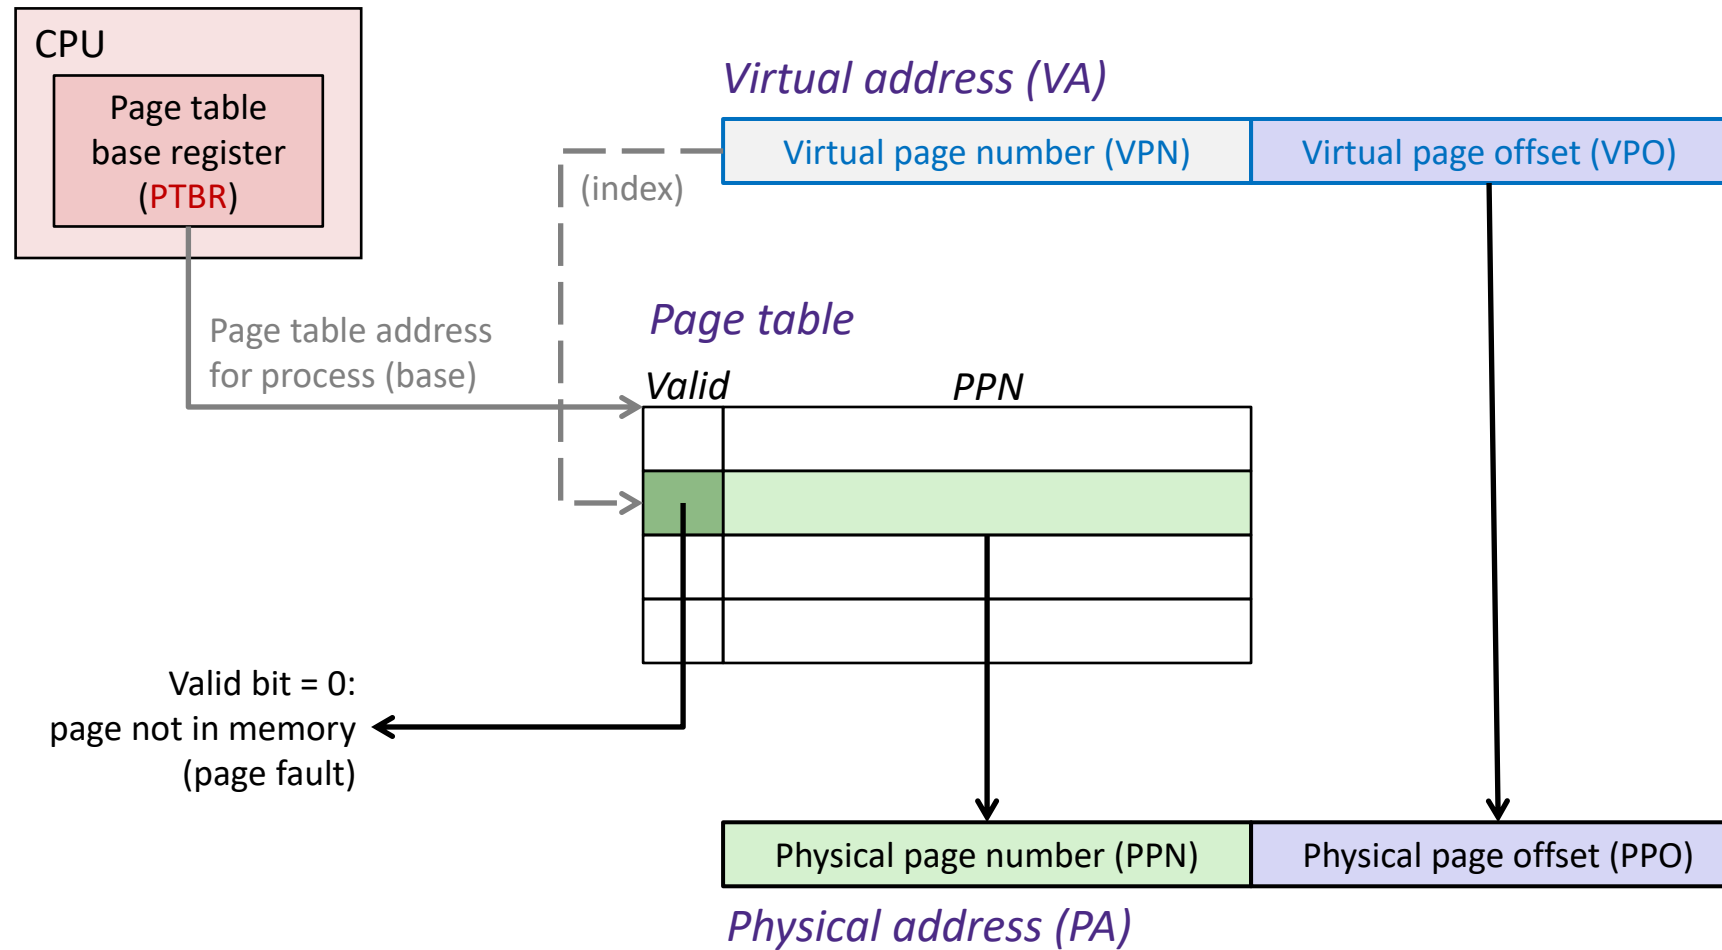 CPU
Page table
base register
(PTBR)
Virtual address (VA)
Virtual page number (VPN)
Virtual page offset (VPO)
(index)
Page table address
for process (base)
Page table
Valid
PPN
Valid bit = 0:
page not in memory
(page fault)
Physical page number (PPN)
Physical page offset (PPO)
Physical address (PA)